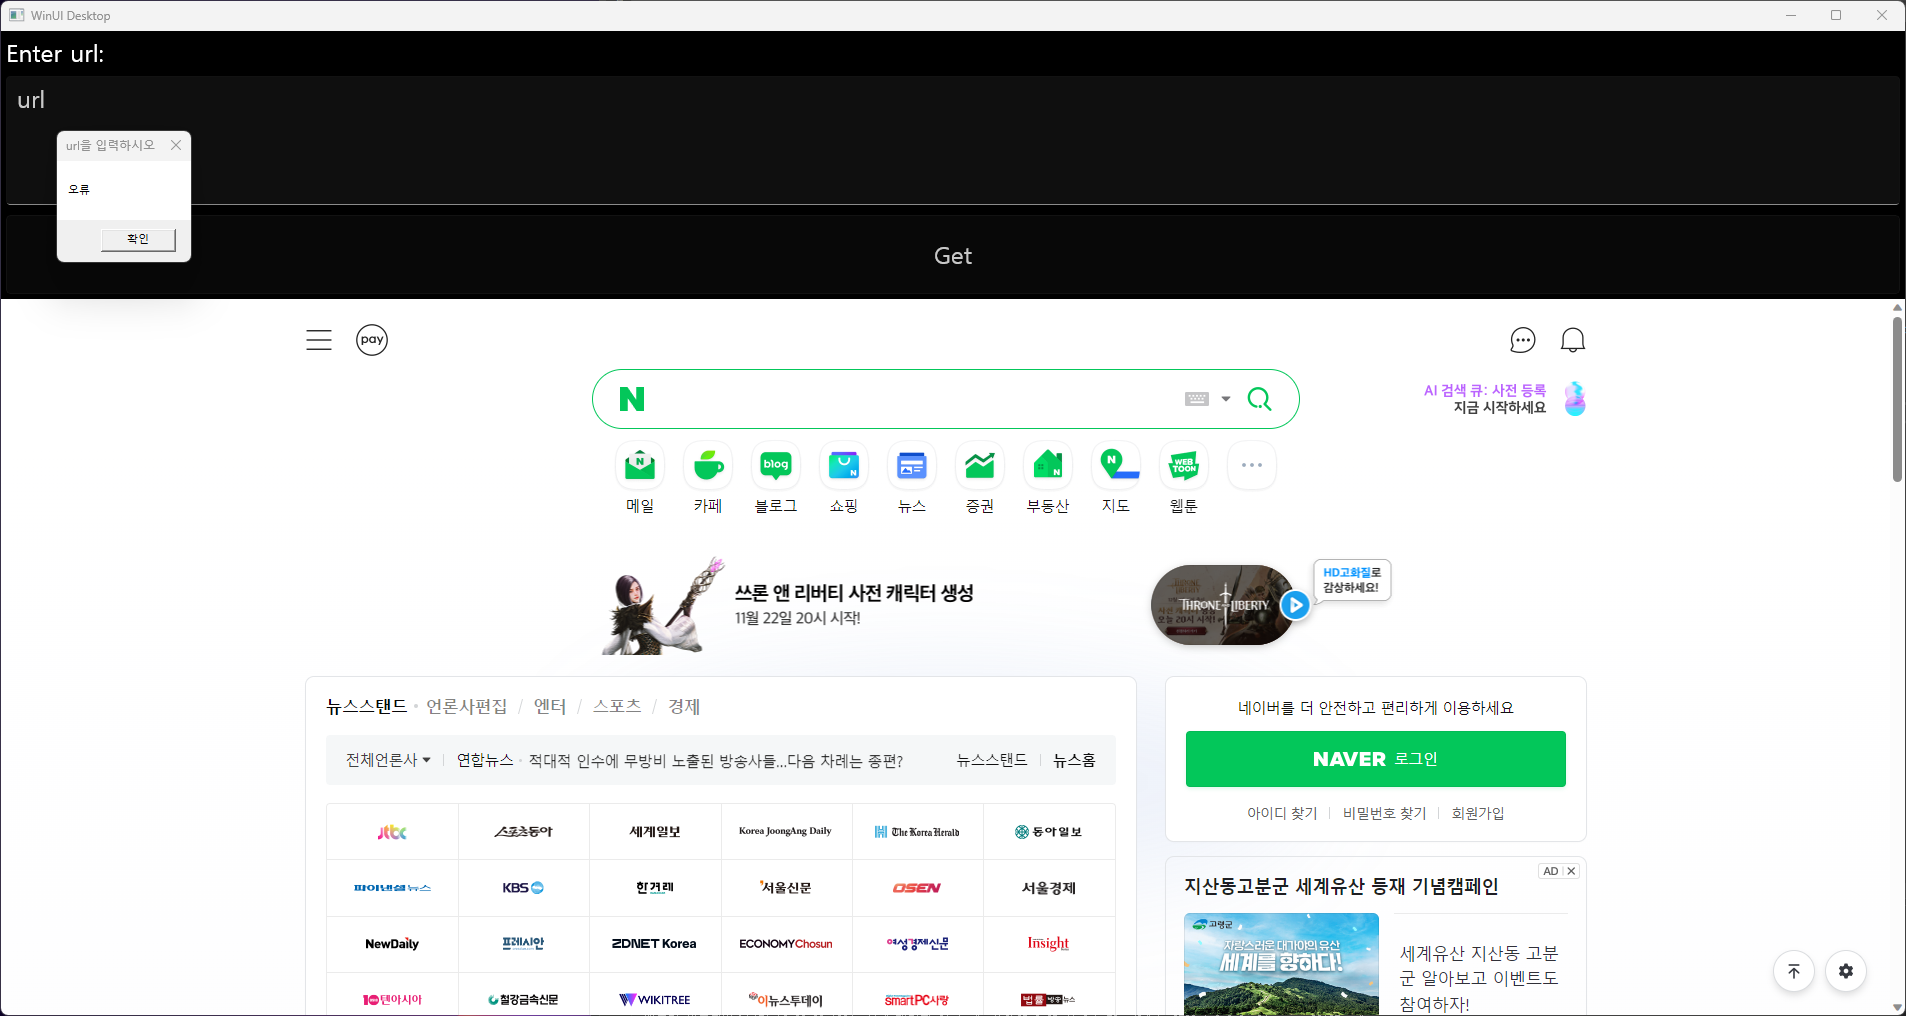 WinUI Desktop
Enter url:
url
url을 입력하시오
오류
확인
Get
pay
N
AI 검색 큐: 사전 등록
지금 시작하세요
메일
카페
blog
블로그
쇼핑
뉴스
증권
부동산
지도
WEB
TOON
웹툰
쓰론 앤 리버티 사전 캐릭터 생성
11월 22일 20시 시작!
THRONE LIBERTY
HD고화질로
감상하세요!
뉴스스탠드 · 언론사편집 / 엔터 / 스포츠 / 경제
전체언론사 연합뉴스 · 적대적 인수에 무방비 노출된 방송사들...다음 차례는 종편? 뉴스스탠드 뉴스홈
jtbc 스포츠동아 세계일보 Korea JoongAng Daily The Korea Herald 동아일보
파이낸셜뉴스 KBS 한겨레 서울신문 OSEN 서울경제
NewDaily 프레시안 ZDNET Korea ECONOMYChosun 여성경제신문 Insight
10 텐아시아 철강금속신문 WIKITREE 이뉴스투데이 smartPC사랑 법률방송뉴스
네이버를 더 안전하고 편리하게 이용하세요
NAVER 로그인
아이디 찾기 비밀번호 찾기 회원가입
AD
지산동고분군 세계유산 등재 기념캠페인
고령군
자랑스러운 대가야의 유산
세계를 향하다!
세계유산 지산동 고분
군 알아보고 이벤트도
참여하자!